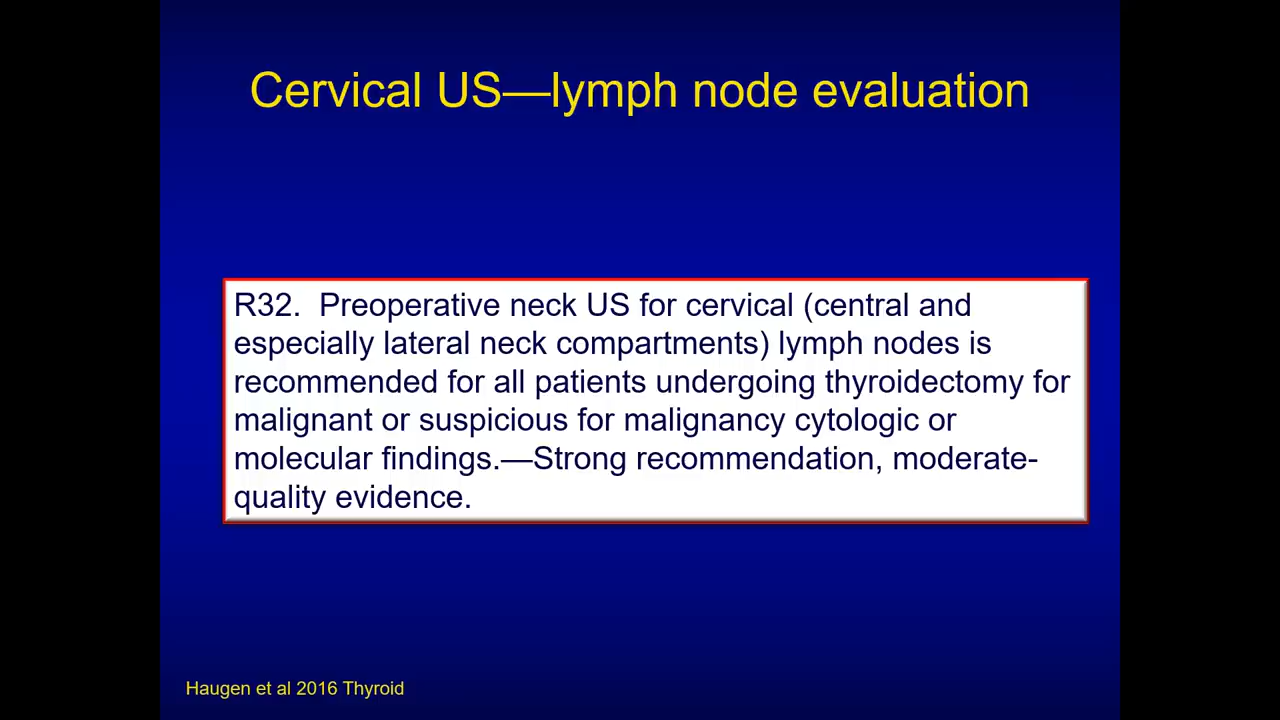 Cervical US—lymph node evaluation
R32.  Preoperative neck US for cervical (central and
especially lateral neck compartments) lymph nodes is
recommended for all patients undergoing thyroidectomy for
malignant or suspicious for malignancy cytologic or
molecular findings.—Strong recommendation, moderate-
quality evidence.
Haugen et al 2016 Thyroid